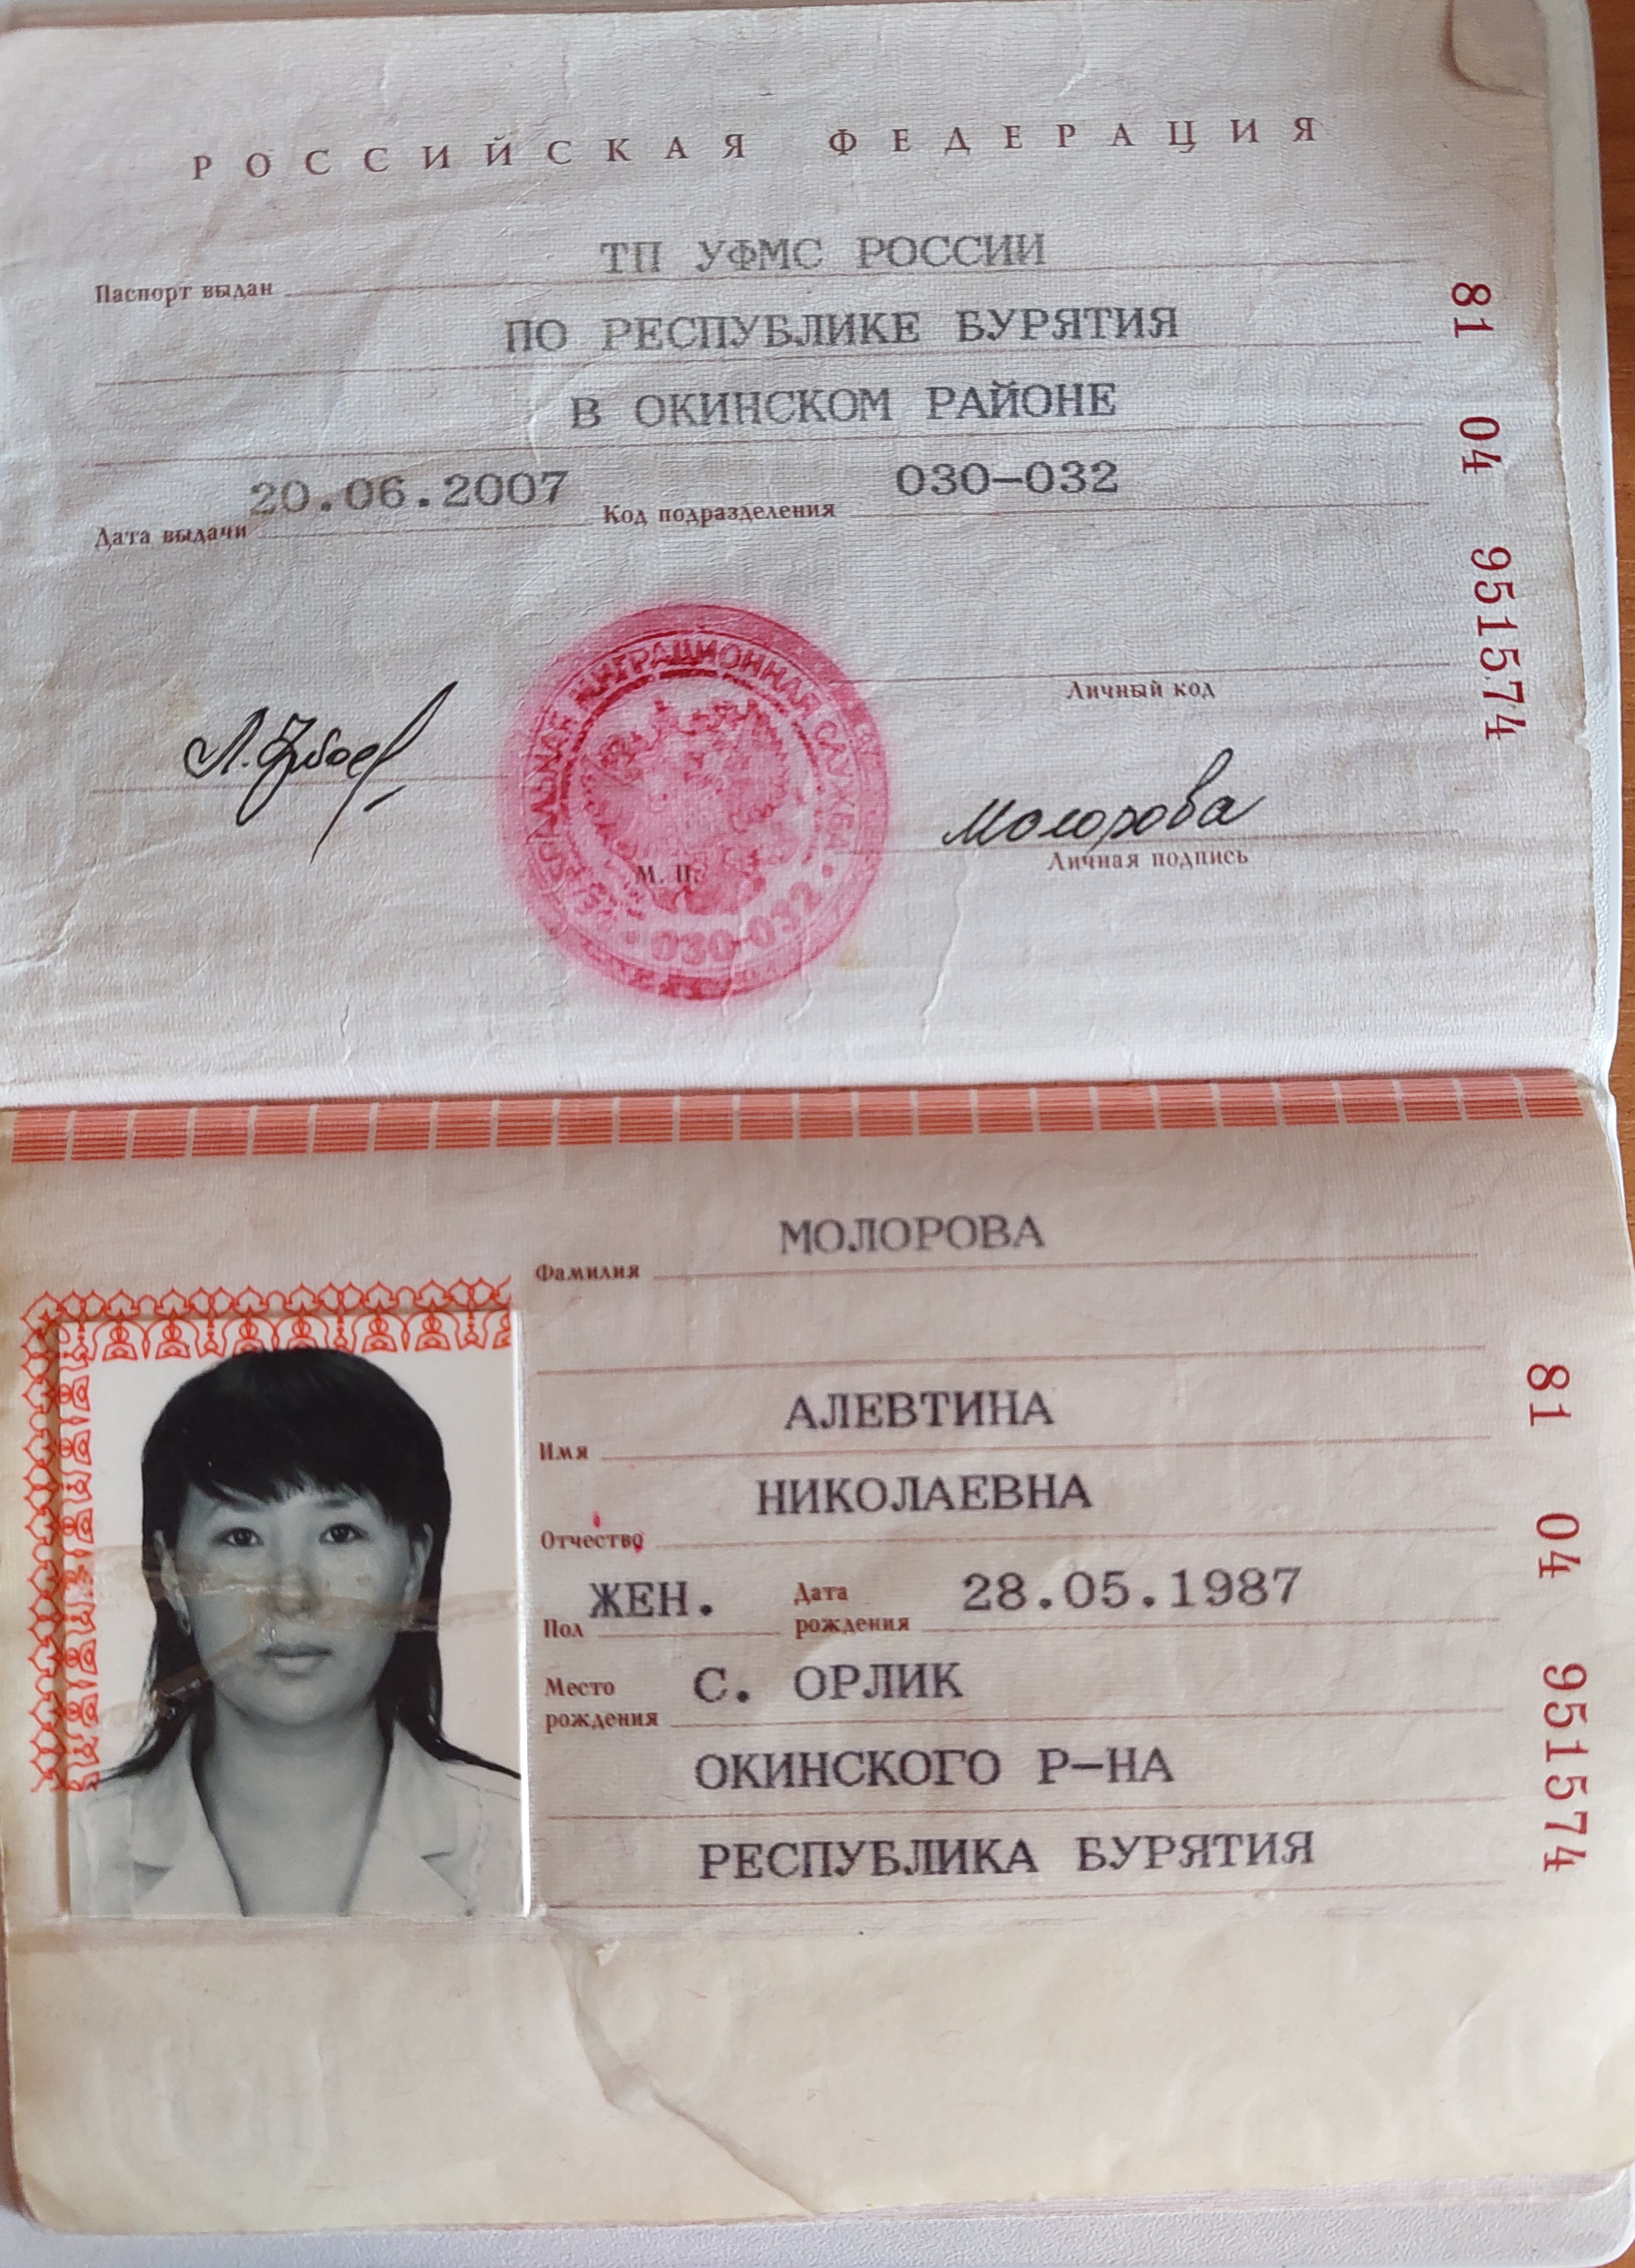 РОССИЙСКАЯ ФЕДЕРАЦИЯ
Паспорт выдан ТП УФМС РОССИИ
ПО РЕСПУБЛИКЕ БУРЯТИЯ
В ОКИНСКОМ РАЙОНЕ
Дата выдачи 20.06.2007 Код подразделения 030-032
81 04 951574
Личный код
МИГРАЦИОННАЯ СЛУЖБА
030-032
М. П.
Молорова
Личная подпись
Фамилия МОЛОРОВА
Имя АЛЕВТИНА
Отчество НИКОЛАЕВНА
Пол ЖЕН. Дата рождения 28.05.1987
Место рождения С. ОРЛИК
ОКИНСКОГО Р-НА
РЕСПУБЛИКА БУРЯТИЯ
81 04 951574